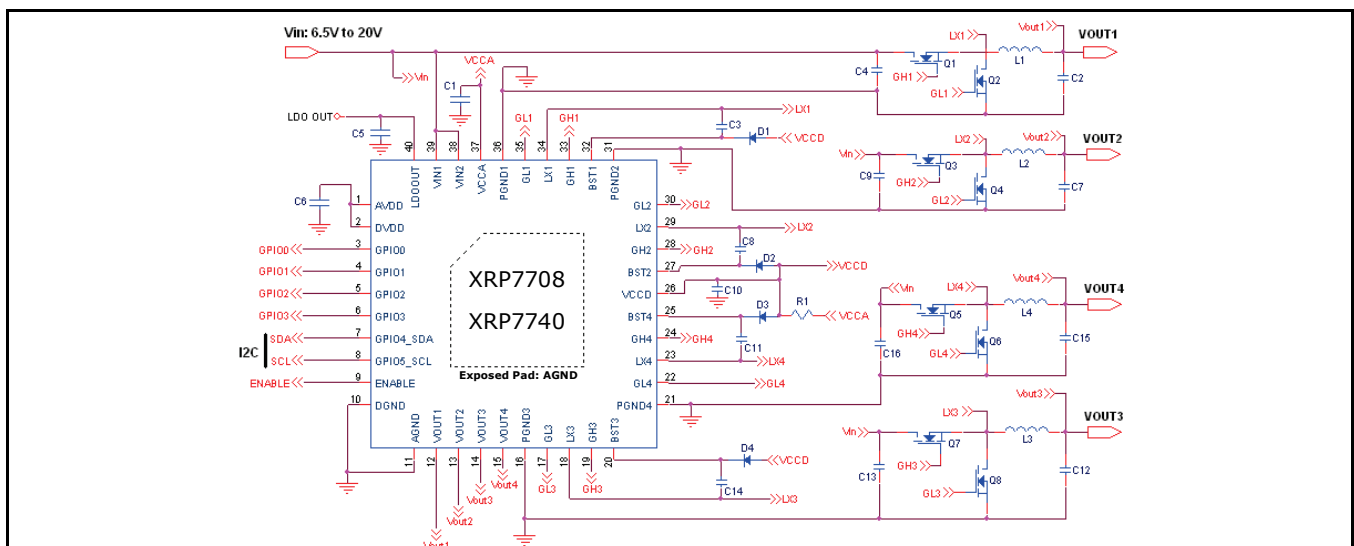 Vin: 6.5V to 20V
Vin
VCCA
C1
LDO OUT
C5
C6
GL1
GH1
LX1
C3
D1
VCCD
40
39
38
37
36
35
34
33
32
31
LDOOUT
VIN1
VIN2
VCCA
PGND1
GL1
LX1
GH1
BST1
PGND2
1
AVDD
2
DVDD
3
GPIO0
GPIO0
4
GPIO1
GPIO1
5
GPIO2
GPIO2
6
GPIO3
GPIO3
I2C
SDA
7
GPIO4_SDA
SCL
8
GPIO5_SCL
ENABLE
9
ENABLE
10
DGND
XRP7708
XRP7740
Exposed Pad: AGND
GL2
30
GL2
LX2
29
LX2
GH2
28
GH2
C8
BST2
27
D2
VCCD
VCCD
26
C10
BST4
25
D3
R1
VCCA
GH4
24
GH4
C11
LX4
23
LX4
GL4
22
GL4
PGND4
21
AGND
VOUT1
VOUT2
VOUT3
VOUT4
PGND3
GL3
LX3
GH3
BST3
11
12
13
14
15
16
17
18
19
20
Vout1
Vout2
Vout3
Vout4
GL3
GH3
D4
VCCD
C14
LX3
LX1
Vout1
VOUT1
C4
Q1
GH1
GL1
Q2
L1
C2
LX2
Vout2
VOUT2
Vin
C9
Q3
GH2
GL2
Q4
L2
C7
Vin
LX4
Vout4
VOUT4
C16
Q5
GH4
GL4
Q6
L4
C15
LX3
Vout3
VOUT3
Vin
C13
Q7
GH3
GL3
Q8
L3
C12